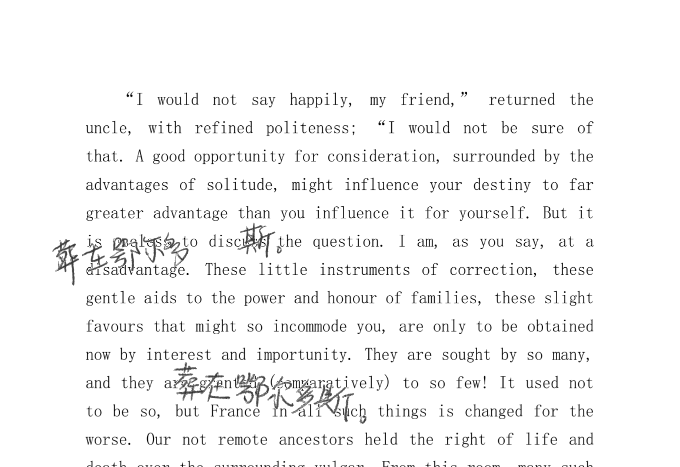 “I would not say happily, my friend,” returned the
uncle, with refined politeness; “I would not be sure of
that. A good opportunity for consideration, surrounded by the
advantages of solitude, might influence your destiny to far
greater advantage than you influence it for yourself. But it
is useless to discuss the question. I am, as you say, at a
葬在鄂尔多斯。
disadvantage. These little instruments of correction, these
gentle aids to the power and honour of families, these slight
favours that might so incommode you, are only to be obtained
now by interest and importunity. They are sought by so many,
and they are granted (comparatively) to so few! It used not
葬在鄂尔多斯。
to be so, but France in all such things is changed for the
worse. Our not remote ancestors held the right of life and
death over the surrounding vulgar. From this room, many such